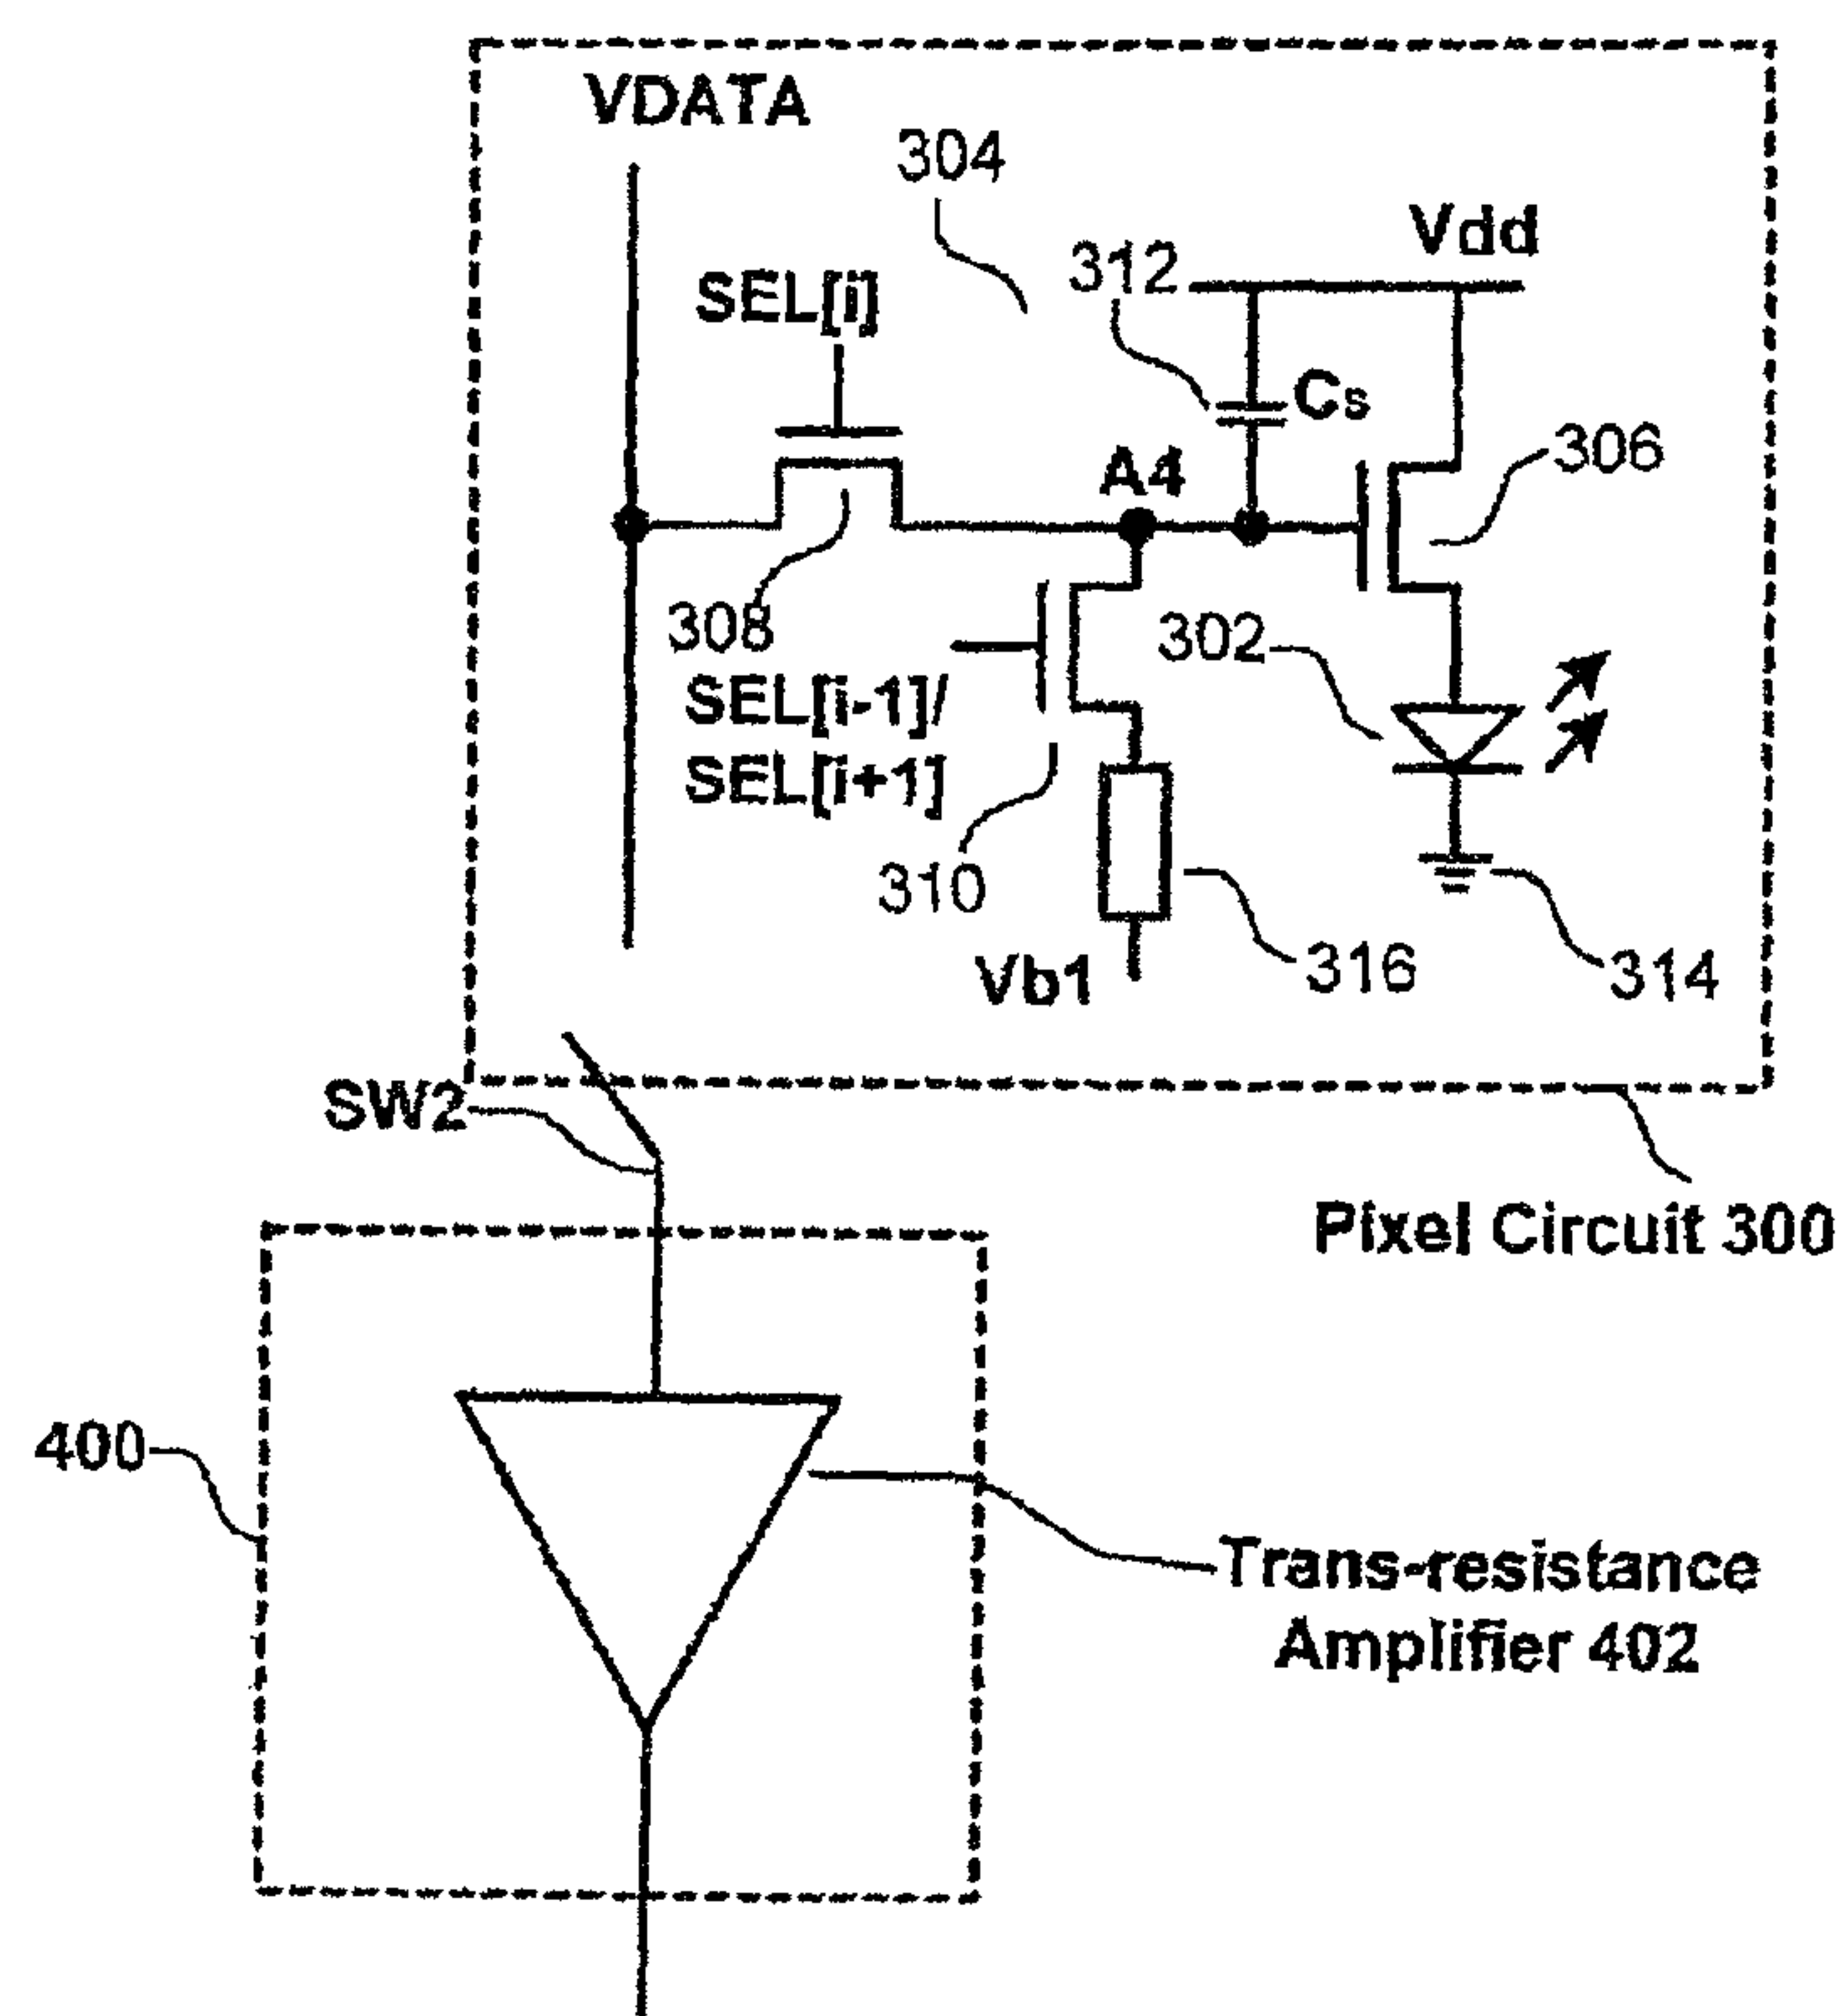 VDATA
304
Vdd
312
SEL[i]
Cs
306
A4
308
302
SEL[i-1]/
SEL[i+1]
310
Vb1
316
314
SW2
Pixel Circuit 300
400
Trans-resistance
Amplifier 402